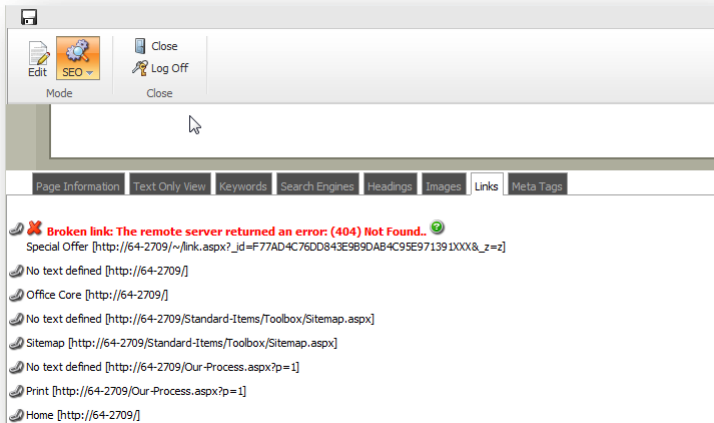 Close
Edit
SEO
Log Off
Mode
Close
Page Information Text Only View Keywords Search Engines Headings Images Links Meta Tags
Broken link: The remote server returned an error: (404) Not Found..
Special Offer [http://64-2709/~/link.aspx?_id=F77AD4C76DD843E9B9DAB4C95E971391XXX&_z=z]
No text defined [http://64-2709/]
Office Core [http://64-2709/]
No text defined [http://64-2709/Standard-Items/Toolbox/Sitemap.aspx]
Sitemap [http://64-2709/Standard-Items/Toolbox/Sitemap.aspx]
No text defined [http://64-2709/Our-Process.aspx?p=1]
Print [http://64-2709/Our-Process.aspx?p=1]
Home [http://64-2709/]